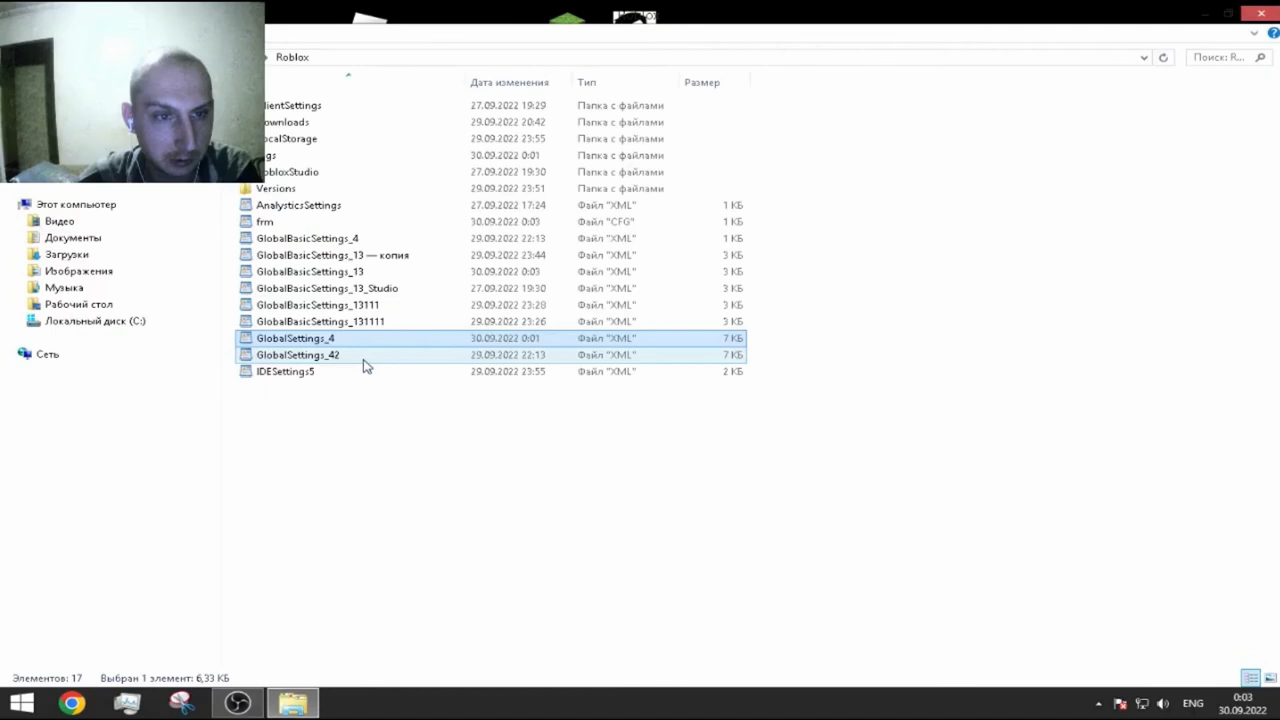 Roblox
Поиск: R...
Дата изменения Тип Размер
lientSettings 27.09.2022 19:29 Папка с файлами
ownloads 29.09.2022 20:42 Папка с файлами
ocalStorage 29.09.2022 23:55 Папка с файлами
gs 30.09.2022 0:01 Папка с файлами
obloxStudio 27.09.2022 19:30 Папка с файлами
Versions 29.09.2022 23:51 Папка с файлами
Этот компьютер
AnalysticsSettings 27.09.2022 17:24 Файл "XML" 1 КБ
Видео
frm 30.09.2022 0:03 Файл "CFG" 1 КБ
Документы
GlobalBasicSettings_4 29.09.2022 22:13 Файл "XML" 1 КБ
Загрузки
GlobalBasicSettings_13 — копия 29.09.2022 23:44 Файл "XML" 3 КБ
Изображения
GlobalBasicSettings_13 30.09.2022 0:03 Файл "XML" 3 КБ
Музыка
GlobalBasicSettings_13_Studio 27.09.2022 19:30 Файл "XML" 3 КБ
Рабочий стол
GlobalBasicSettings_13111 29.09.2022 23:28 Файл "XML" 3 КБ
Локальный диск (C:)
GlobalBasicSettings_131111 29.09.2022 23:26 Файл "XML" 3 КБ
GlobalSettings_4 30.09.2022 0:01 Файл "XML" 7 КБ
Сеть
GlobalSettings_42 29.09.2022 22:13 Файл "XML" 7 КБ
IDESettings5 29.09.2022 23:55 Файл "XML" 2 КБ
Элементов: 17 Выбран 1 элемент: 6,33 КБ
ENG
0:03
30.09.2022